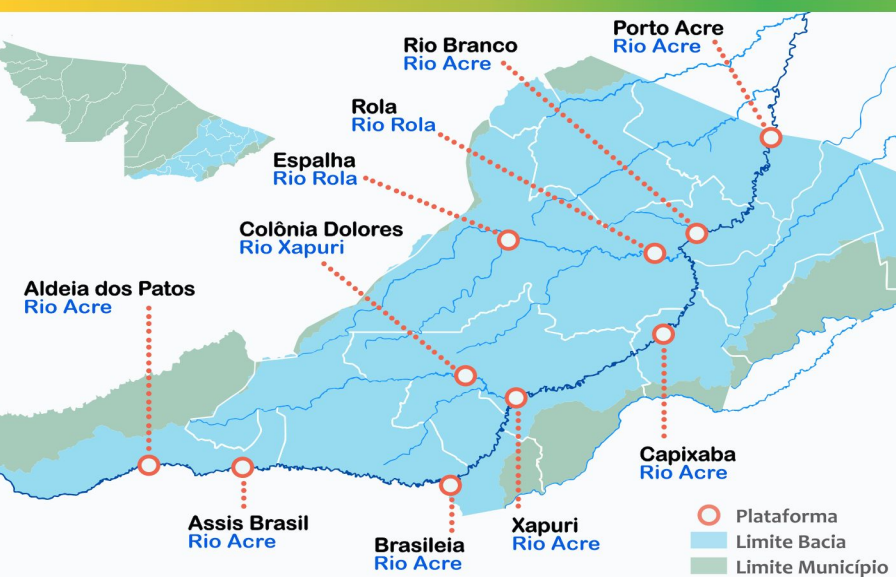 Porto Acre
Rio Acre
Rio Branco
Rio Acre
Rola
Rio Rola
Espalha
Rio Rola
Colônia Dolores
Rio Xapuri
Aldeia dos Patos
Rio Acre
Capixaba
Rio Acre
Assis Brasil
Rio Acre
Brasileia
Rio Acre
Xapuri
Rio Acre
Plataforma
Limite Bacia
Limite Município